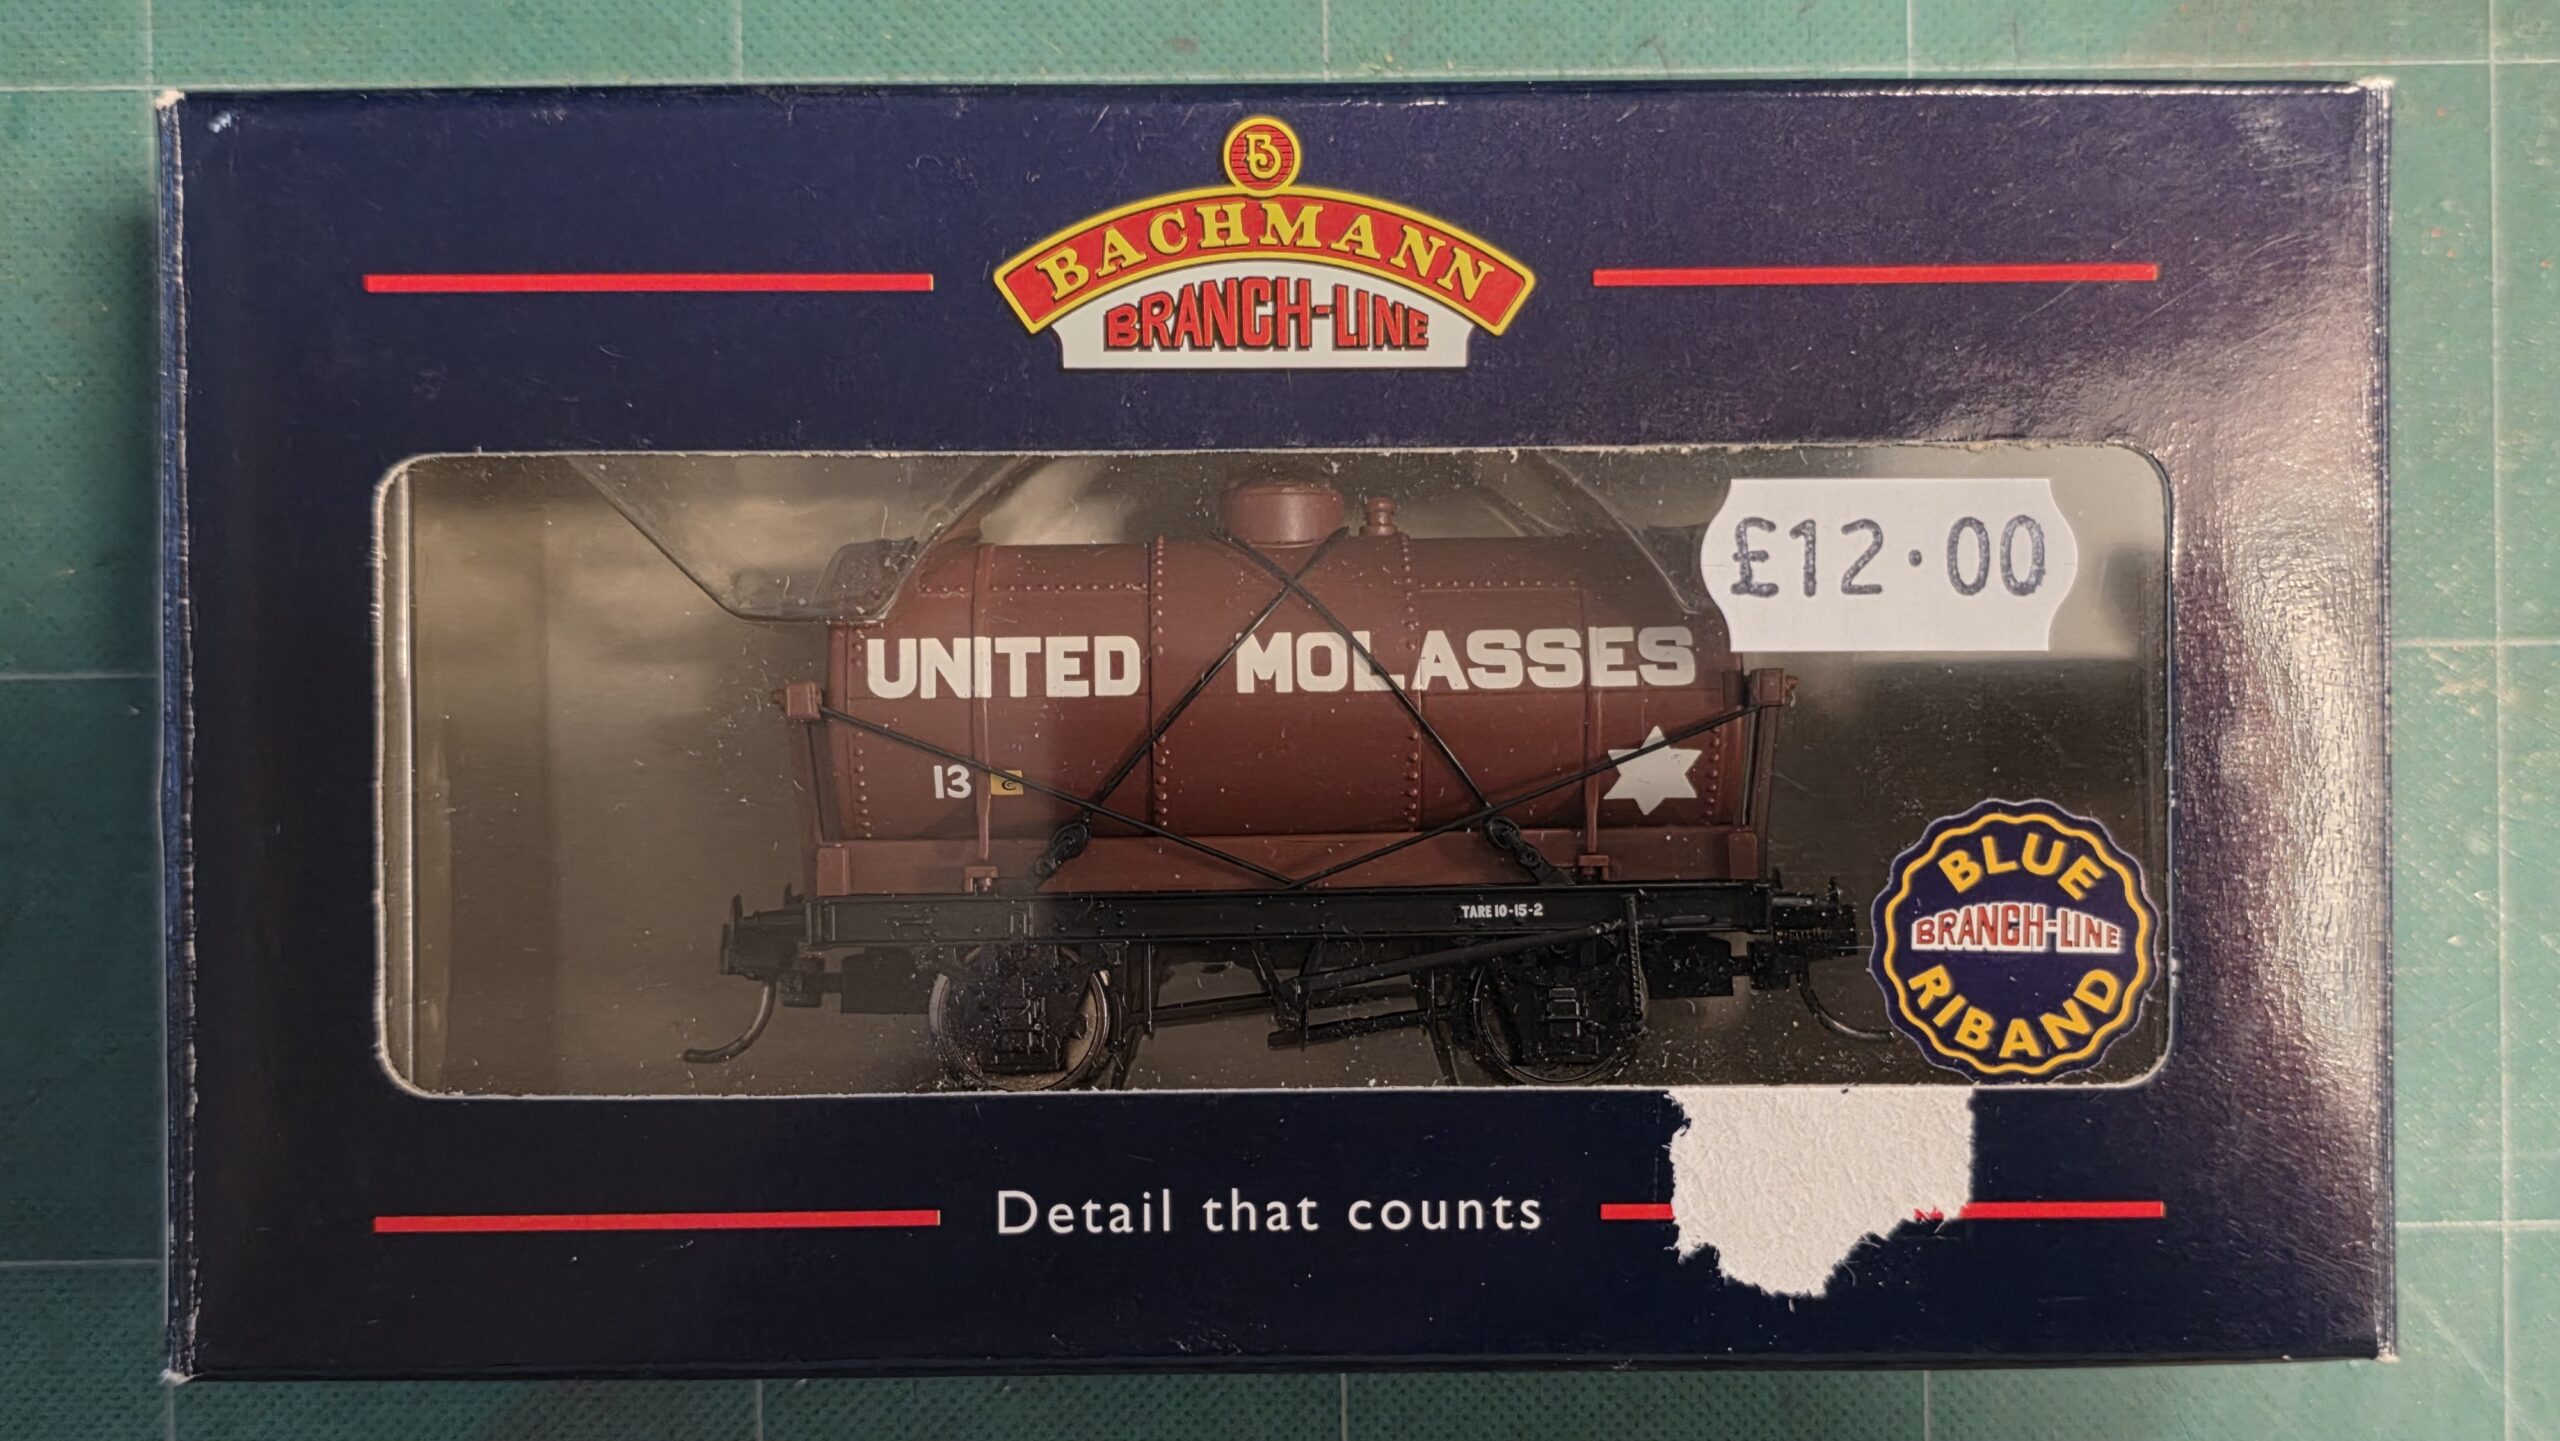 B
BACHMANN
BRANCH-LINE
£12.00
UNITED MOLASSES
13 C
TARE 10-15-2
BLUE
BRANCH-LINE
RIBAND
Detail that counts